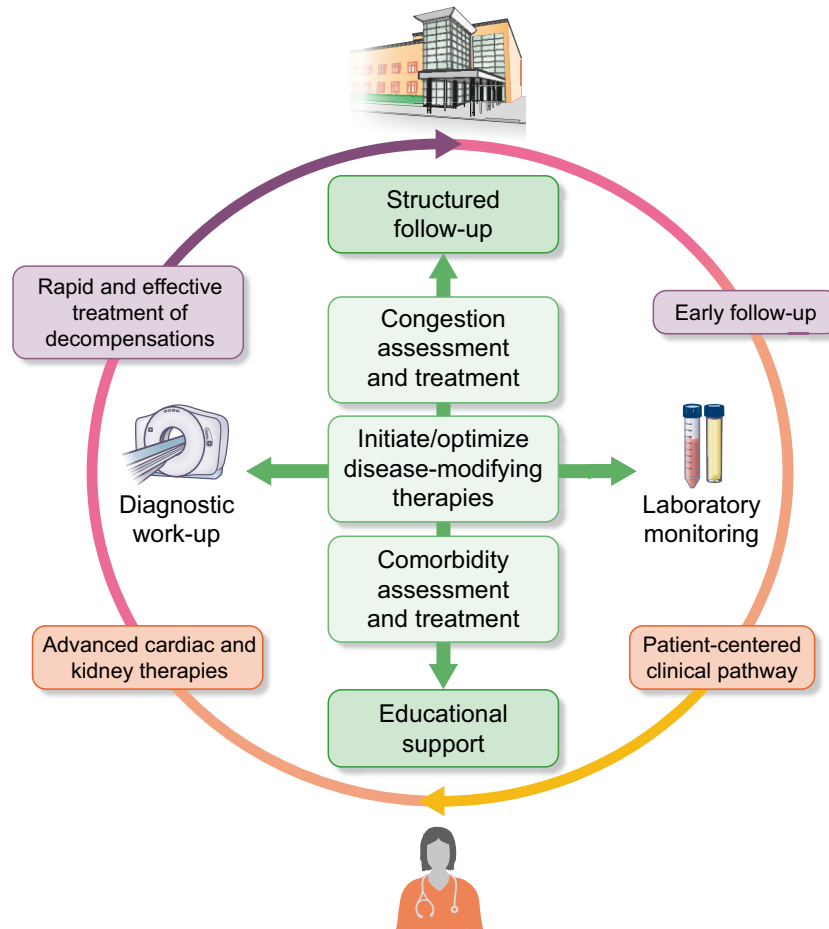 Structured
follow-up
Rapid and effective
treatment of
decompensations
Congestion
assessment
and treatment
Early follow-up
Initiate/optimize
disease-modifying
therapies
Diagnostic
work-up
Laboratory
monitoring
Comorbidity
assessment
and treatment
Advanced cardiac and
kidney therapies
Patient-centered
clinical pathway
Educational
support